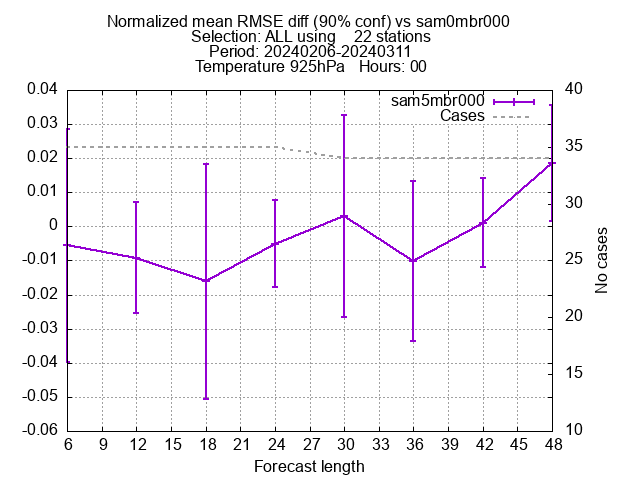 Normalized mean RMSE diff (90% conf) vs sam0mbr000
Selection: ALL using    22 stations
Period: 20240206-20240311
Temperature 925hPa   Hours: 00
sam5mbr000
Cases
0.04
0.03
0.02
0.01
0
-0.01
-0.02
-0.03
-0.04
-0.05
-0.06
40
35
30
25
20
15
10
No cases
6 9 12 15 18 21 24 27 30 33 36 39 42 45 48
Forecast length